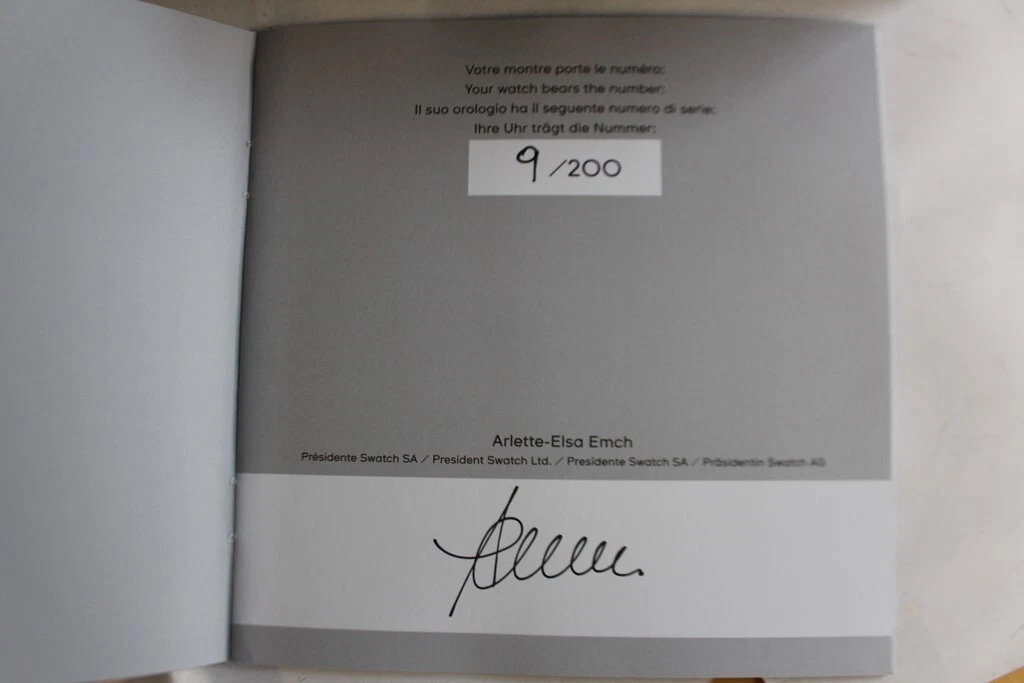 Votre montre porte le numéro:
Your watch bears the number:
Il suo orologio ha il seguente numero di serie:
Ihre Uhr trägt die Nummer:
9/200
Arlette-Elsa Emch
Présidente Swatch SA / President Swatch Ltd. / Presidente Swatch SA / Präsidentin Swatch AG